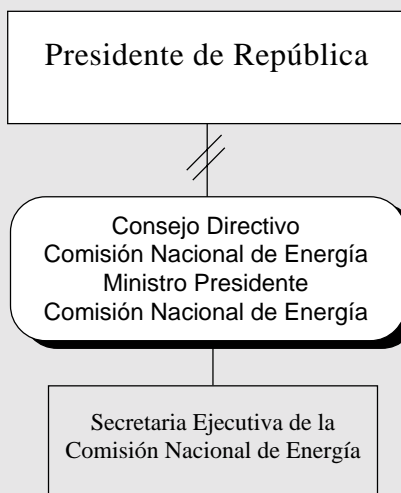 Presidente de República
Consejo Directivo
Comisión Nacional de Energía
Ministro Presidente
Comisión Nacional de Energía
Secretaria Ejecutiva de la
Comisión Nacional de Energía